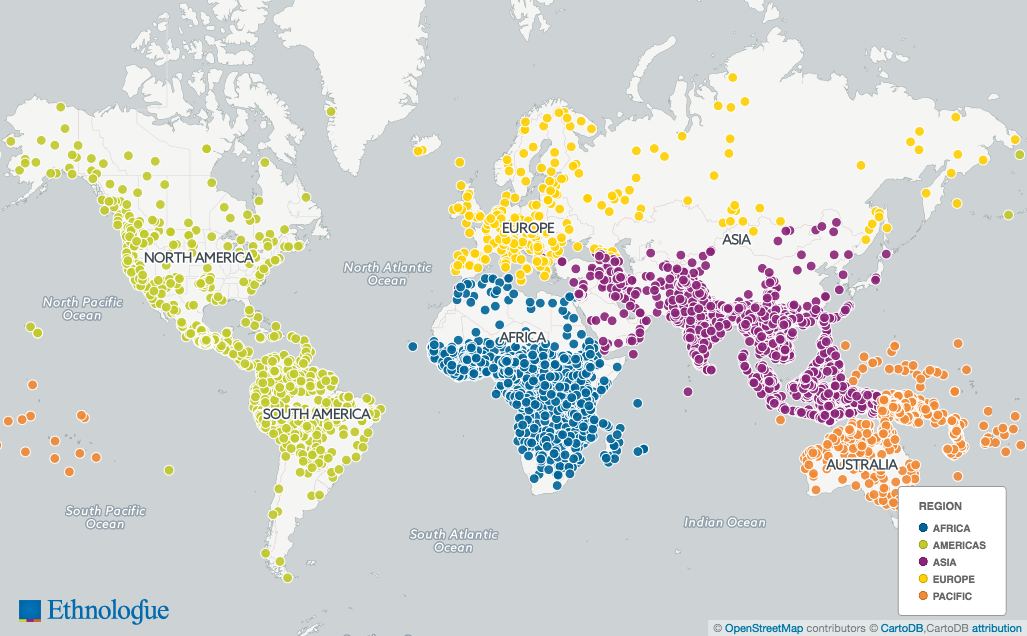 EUROPE
ASIA
NORTH AMERICA
North Atlantic
Ocean
North Pacific
Ocean
AFRICA
SOUTH AMERICA
AUSTRALIA
South Pacific
Ocean
South Atlantic
Ocean
Indian Ocean
REGION
AFRICA
AMERICAS
ASIA
EUROPE
PACIFIC
Ethnologue
© OpenStreetMap contributors © CartoDB,CartoDB attribution